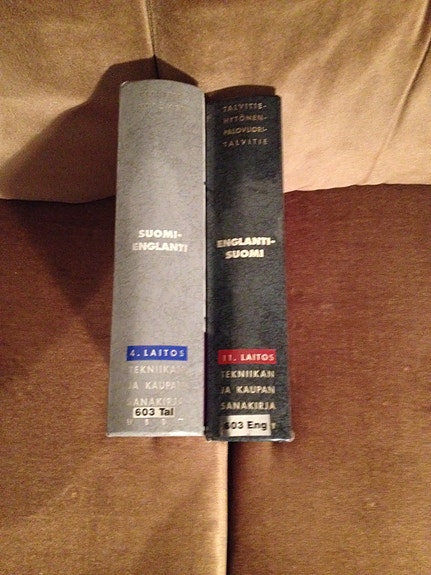 SUOMI-
ENGLANTI
4. LAITOS
TEKNIIKAN
JA KAUPAN
SANAKIRJA
603 Tal
TALVITIE-
HYTÖNEN-
PALOVUORI-
TALVITIE
ENGLANTI-
SUOMI
11. LAITOS
TEKNIIKAN
JA KAUPAN
SANAKIRJA
603 Eng